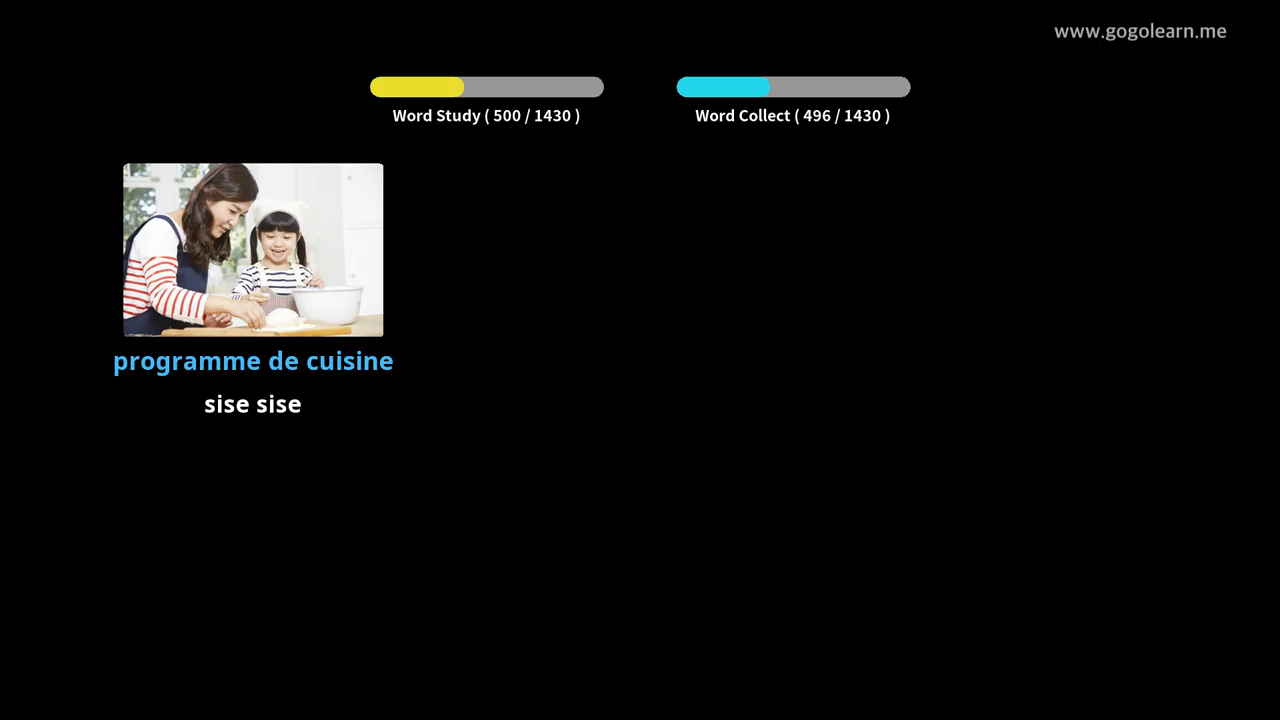 www.gogolearn.me
Word Study ( 500 / 1430 )
Word Collect ( 496 / 1430 )
programme de cuisine
sise sise